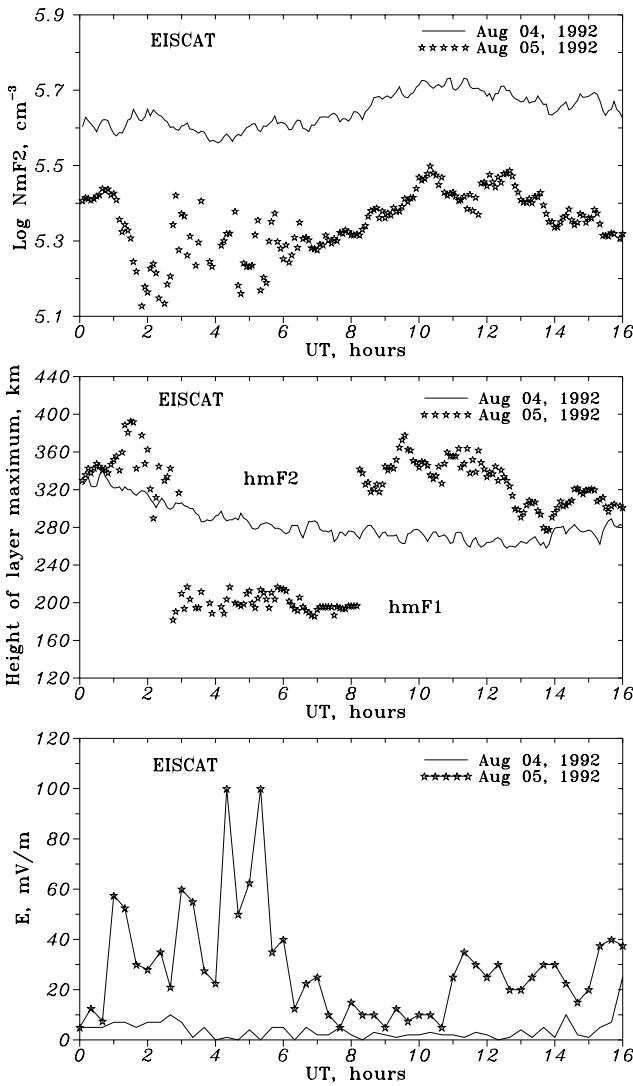 5.9
EISCAT
Aug 04, 1992
Aug 05, 1992
5.7
5.5
5.3
5.1
Log NmF2, cm⁻³
0 2 4 6 8 10 12 14 16
UT, hours
440
EISCAT
Aug 04, 1992
Aug 05, 1992
400
360
hmF2
320
280
240
200
hmF1
160
120
Height of layer maximum, km
0 2 4 6 8 10 12 14 16
UT, hours
120
EISCAT
Aug 04, 1992
Aug 05, 1992
100
80
60
40
20
0
E, mV/m
0 2 4 6 8 10 12 14 16
UT, hours